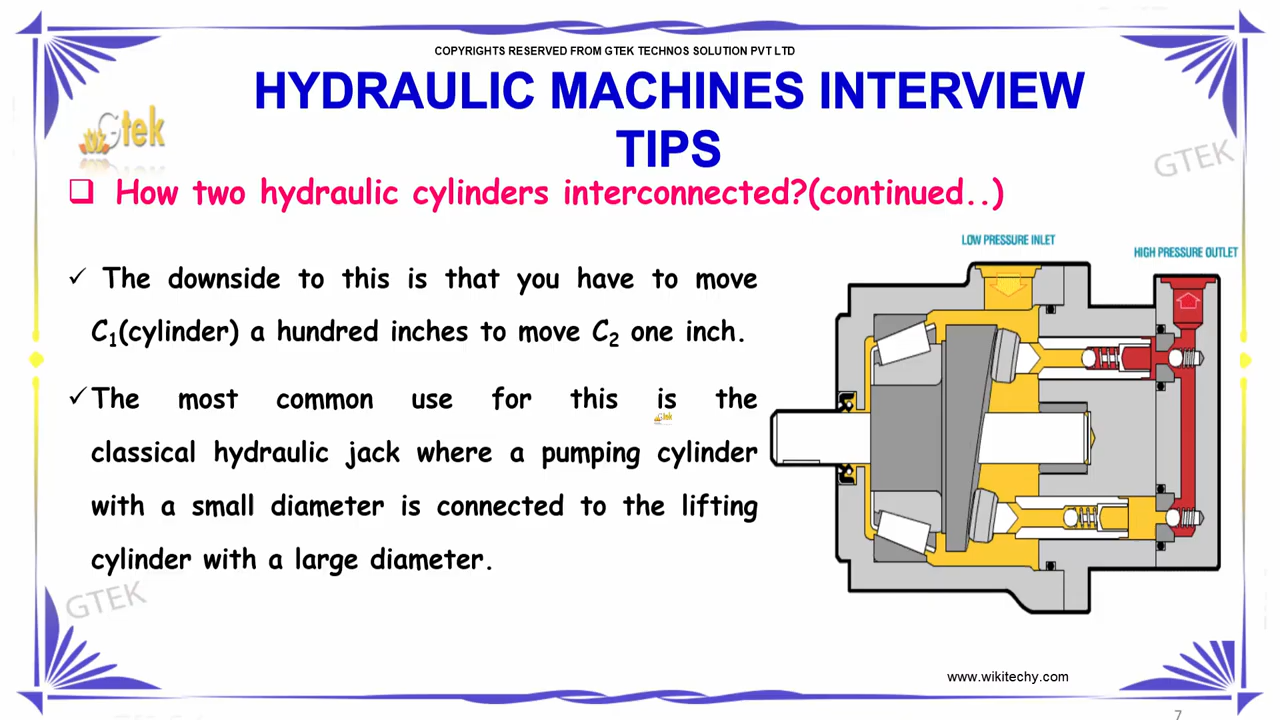 COPYRIGHTS RESERVED FROM GTEK TECHNOS SOLUTION PVT LTD
HYDRAULIC MACHINES INTERVIEW
TIPS
Gtek
GTEK
❑ How two hydraulic cylinders interconnected?(continued..)
LOW PRESSURE INLET
HIGH PRESSURE OUTLET
✓ The downside to this is that you have to move
C₁(cylinder) a hundred inches to move C₂ one inch.
✓The most common use for this is the
Gtek
classical hydraulic jack where a pumping cylinder
with a small diameter is connected to the lifting
cylinder with a large diameter.
GTEK
www.wikitechy.com
7